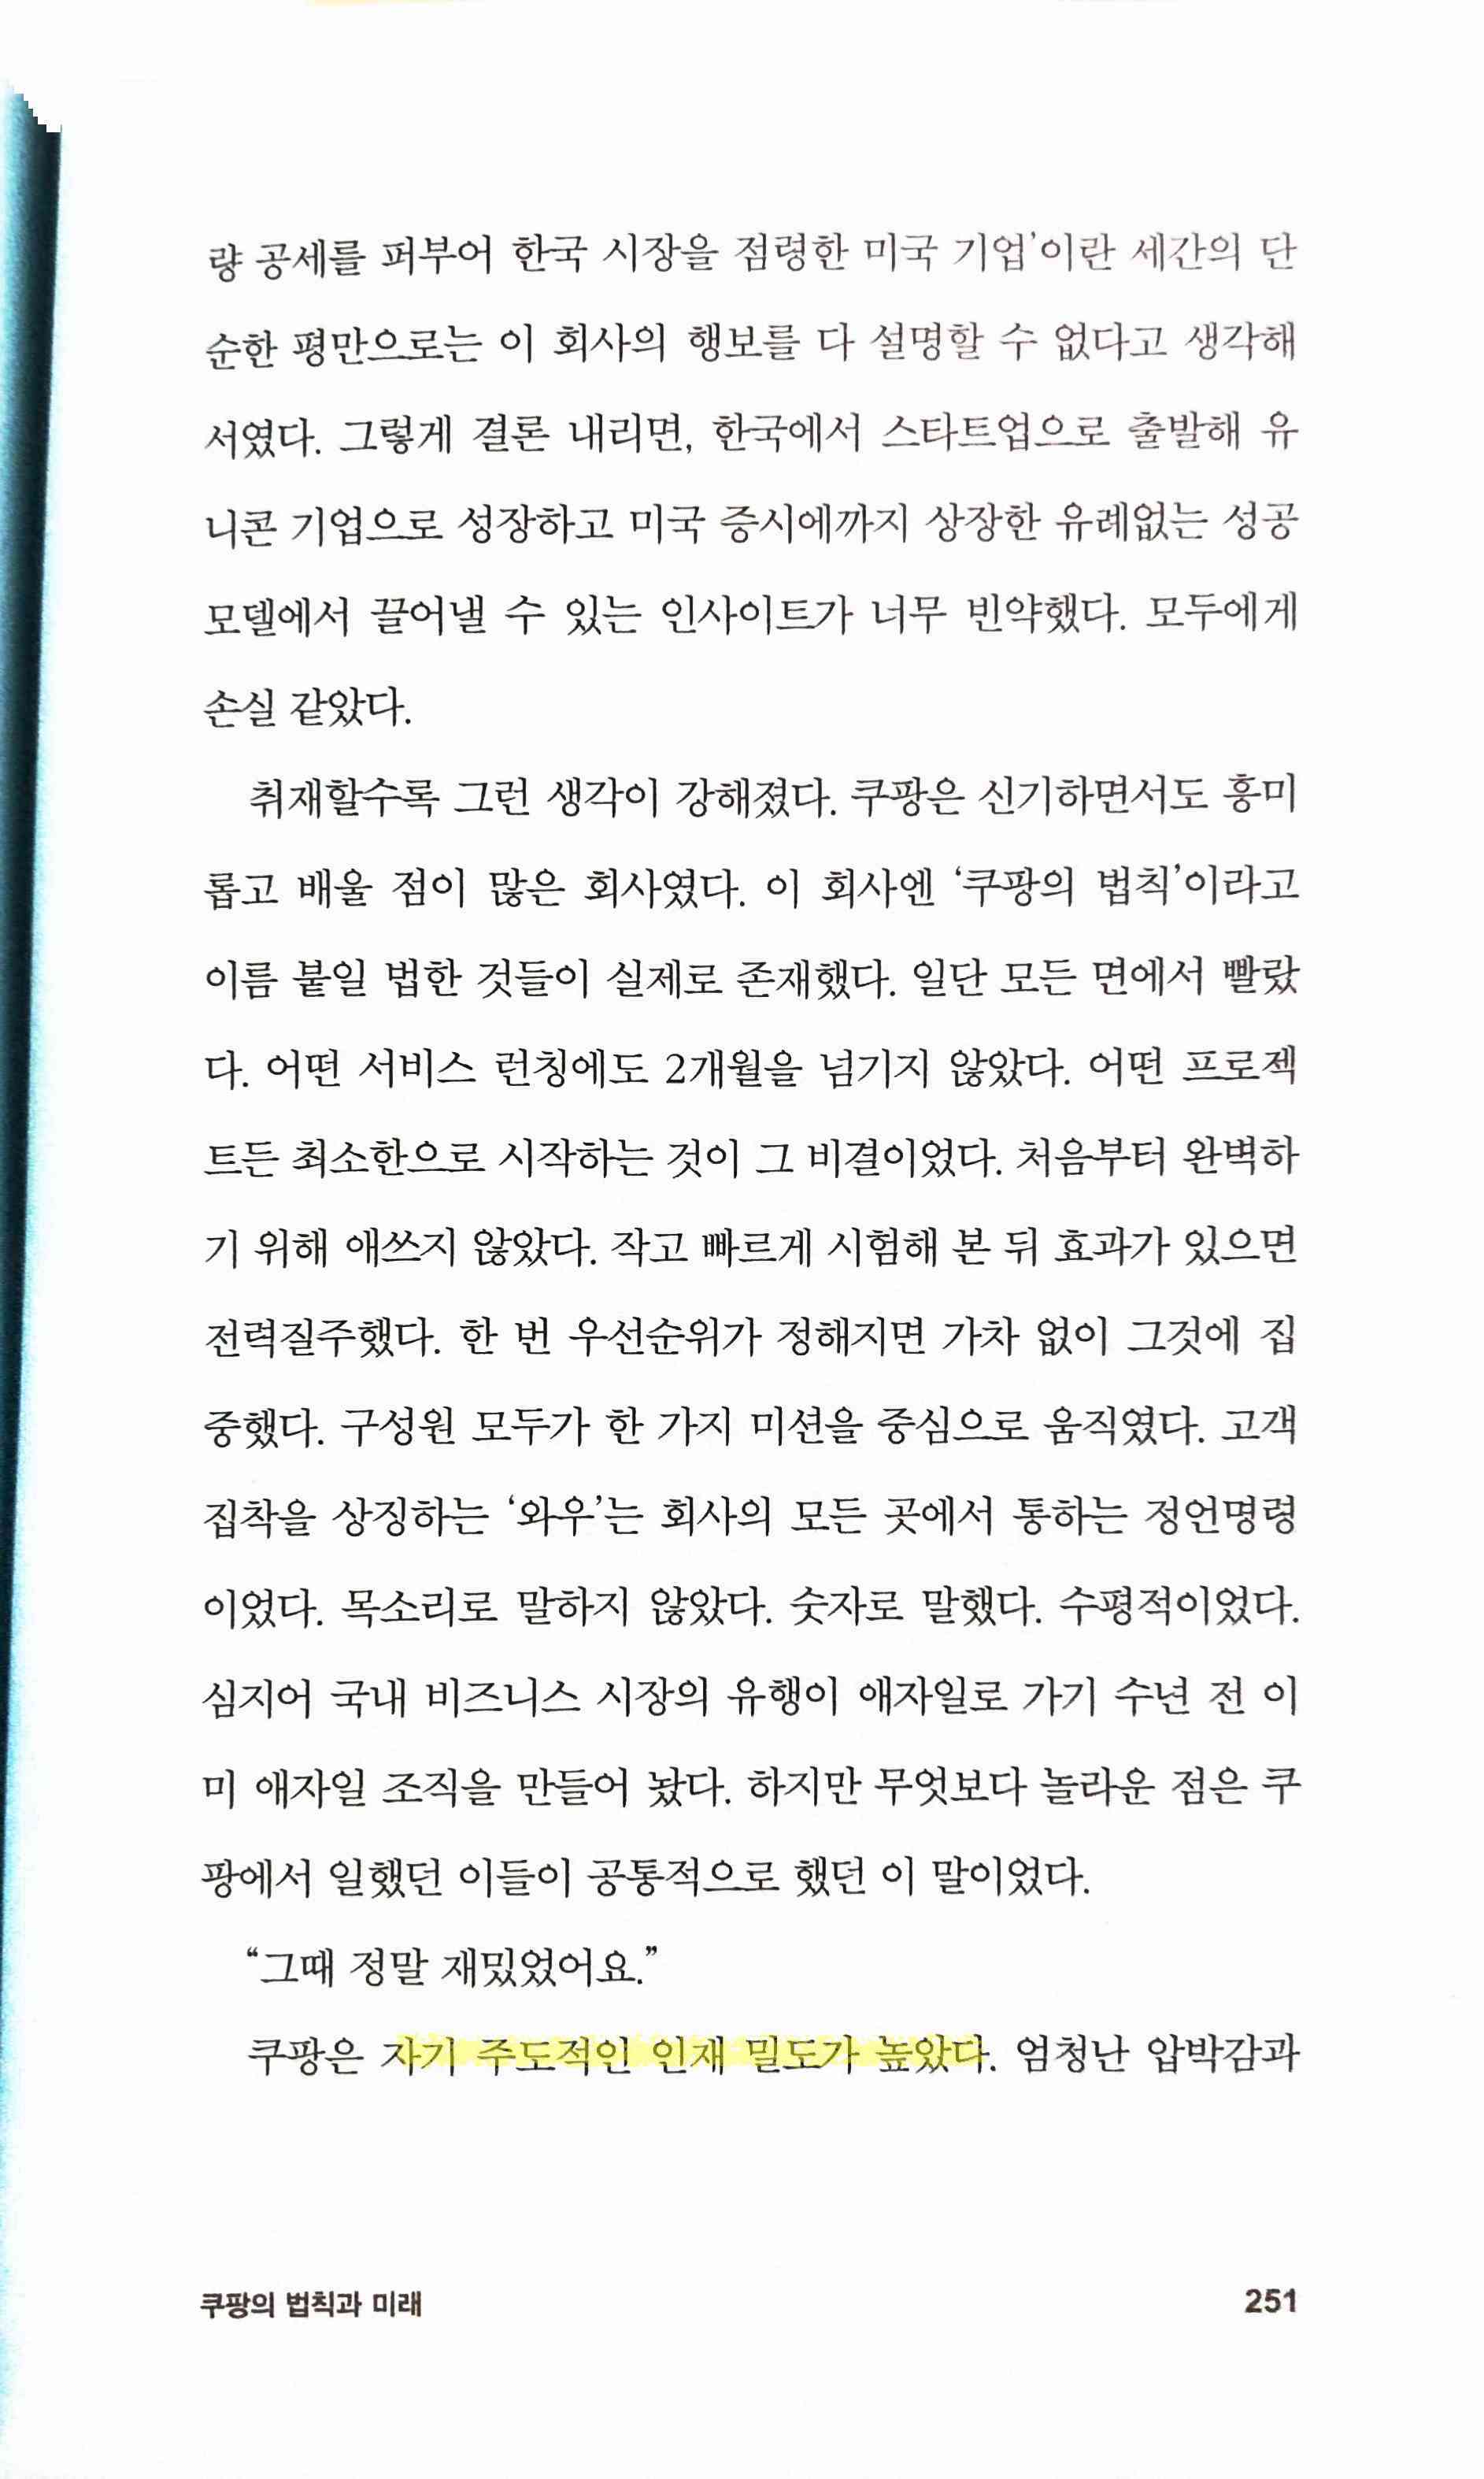 량 공세를 퍼부어 한국 시장을 점령한 미국 기업’이란 세간의 단
순한 평만으로는 이 회사의 행보를 다 설명할 수 없다고 생각해
서였다. 그렇게 결론 내리면, 한국에서 스타트업으로 출발해 유
니콘 기업으로 성장하고 미국 증시에까지 상장한 유례없는 성공
모델에서 끌어낼 수 있는 인사이트가 너무 빈약했다. 모두에게
손실 같았다.
취재할수록 그런 생각이 강해졌다. 쿠팡은 신기하면서도 흥미
롭고 배울 점이 많은 회사였다. 이 회사엔 ‘쿠팡의 법칙’이라고
이름 붙일 법한 것들이 실제로 존재했다. 일단 모든 면에서 빨랐
다. 어떤 서비스 런칭에도 2개월을 넘기지 않았다. 어떤 프로젝
트든 최소한으로 시작하는 것이 그 비결이었다. 처음부터 완벽하
기 위해 애쓰지 않았다. 작고 빠르게 시험해 본 뒤 효과가 있으면
전력질주했다. 한 번 우선순위가 정해지면 가차 없이 그것에 집
중했다. 구성원 모두가 한 가지 미션을 중심으로 움직였다. 고객
집착을 상징하는 ‘와우’는 회사의 모든 곳에서 통하는 정언명령
이었다. 목소리로 말하지 않았다. 숫자로 말했다. 수평적이었다.
심지어 국내 비즈니스 시장의 유행이 애자일로 가기 수년 전 이
미 애자일 조직을 만들어 놨다. 하지만 무엇보다 놀라운 점은 쿠
팡에서 일했던 이들이 공통적으로 했던 이 말이었다.
“그때 정말 재밌었어요.”
쿠팡은 자기 주도적인 인재 밀도가 높았다. 엄청난 압박감과
쿠팡의 법칙과 미래
251